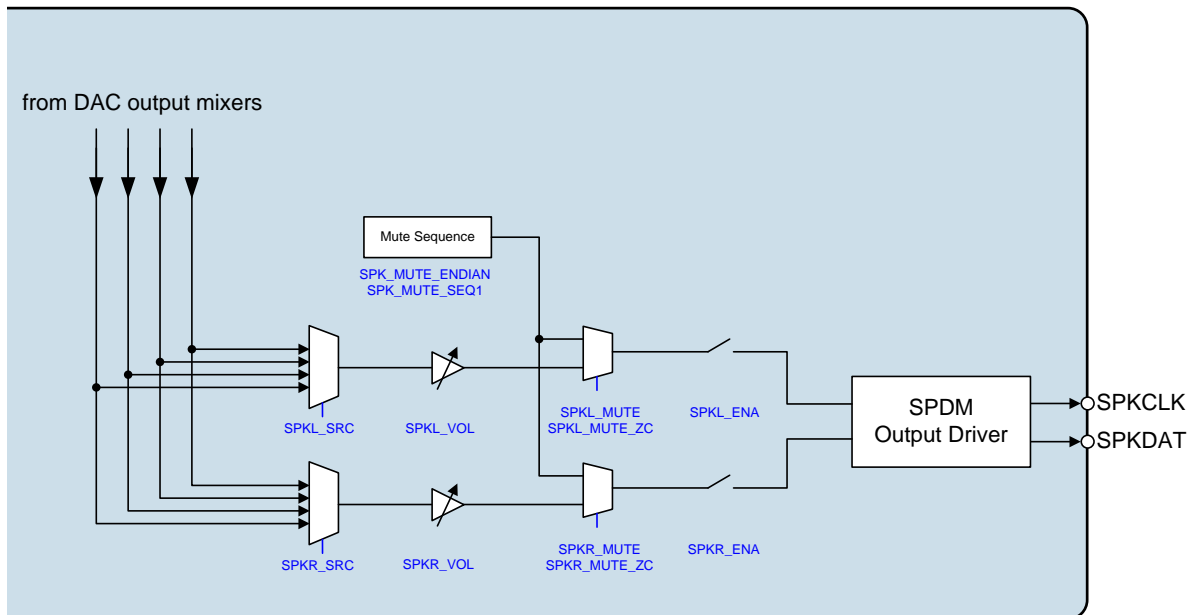 from DAC output mixers
Mute Sequence
SPK_MUTE_ENDIAN
SPK_MUTE_SEQ1
SPKL_SRC
SPKL_VOL
SPKL_MUTE
SPKL_MUTE_ZC
SPKL_ENA
SPDM
Output Driver
SPKCLK
SPKDAT
SPKR_SRC
SPKR_VOL
SPKR_MUTE
SPKR_MUTE_ZC
SPKR_ENA